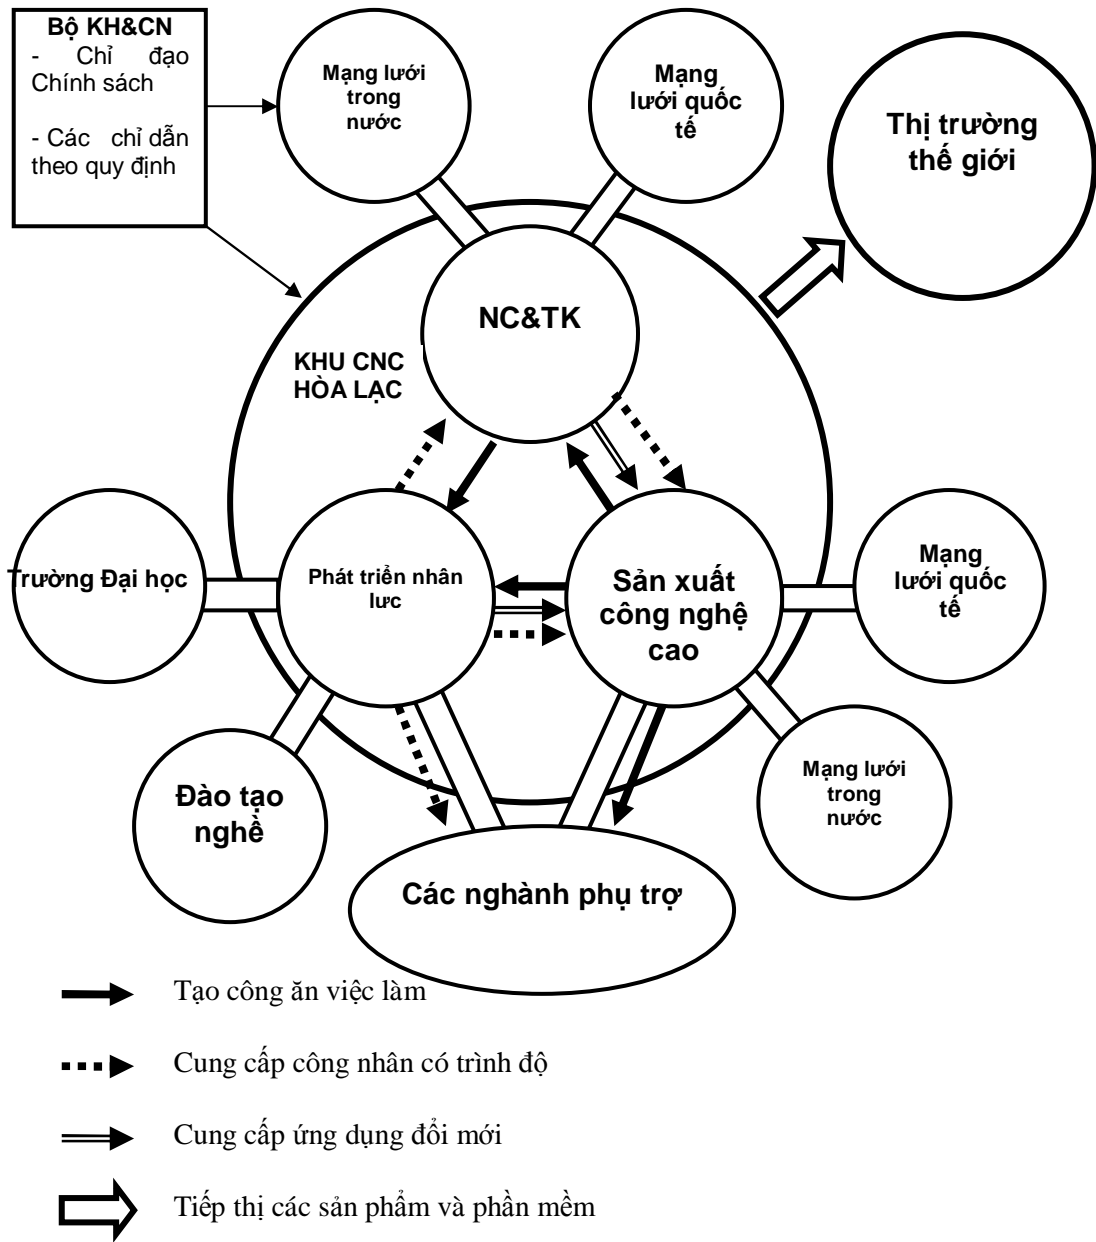 Bộ KH&CN
- Chỉ đạo
Chính sách
- Các chỉ dẫn
theo quy định
Mạng lưới
trong
nước
Mạng
lưới quốc
tế
Thị trường
thế giới
NC&TK
KHU CNC
HÒA LẠC
Trường Đại học
Phát triển nhân
lưc
Sản xuất
công nghệ
cao
Mạng
lưới quốc
tế
Đào tạo
nghề
Mạng lưới
trong
nước
Các nghành phụ trợ
Tạo công ăn việc làm
Cung cấp công nhân có trình độ
Cung cấp ứng dụng đổi mới
Tiếp thị các sản phẩm và phần mềm